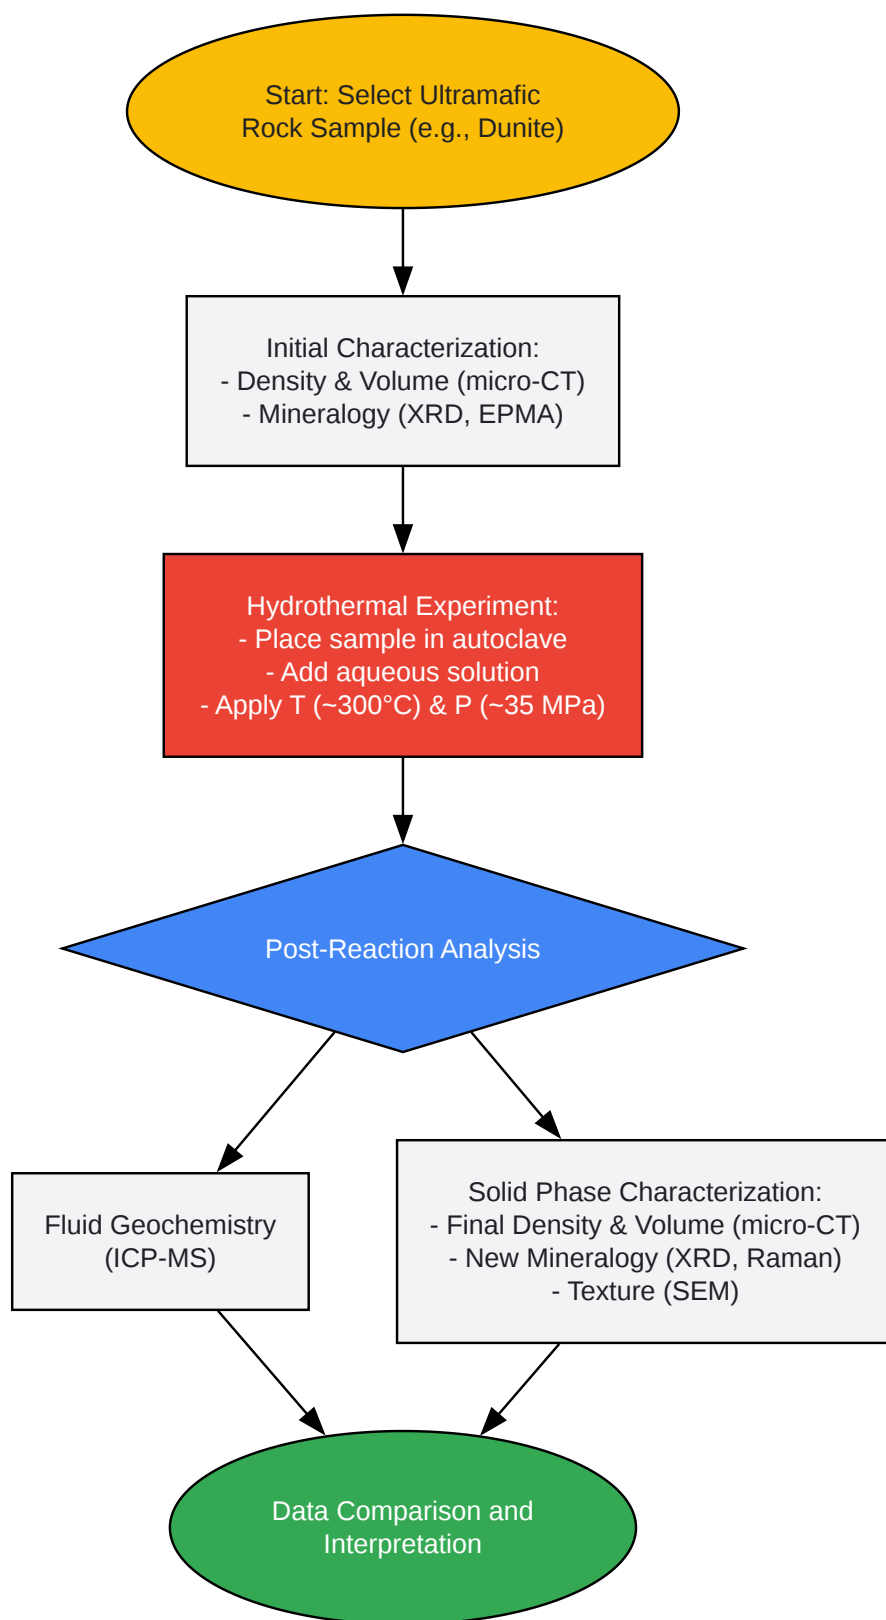 Start: Select Ultramafic
Rock Sample (e.g., Dunite)
Initial Characterization:
- Density & Volume (micro-CT)
- Mineralogy (XRD, EPMA)
Hydrothermal Experiment:
- Place sample in autoclave
- Add aqueous solution
- Apply T (~300°C) & P (~35 MPa)
Post-Reaction Analysis
Fluid Geochemistry
(ICP-MS)
Solid Phase Characterization:
- Final Density & Volume (micro-CT)
- New Mineralogy (XRD, Raman)
- Texture (SEM)
Data Comparison and
Interpretation